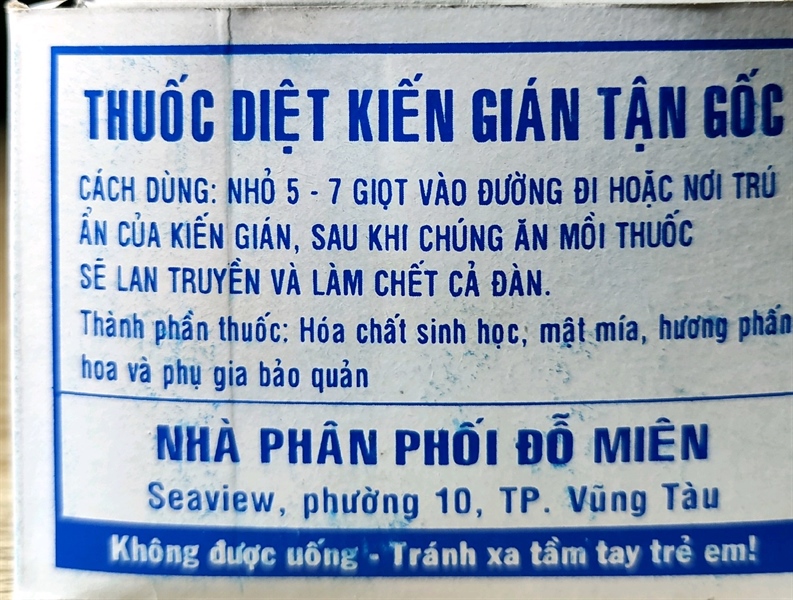 THUỐC DIỆT KIẾN GIÁN TẬN GỐC
CÁCH DÙNG: NHỎ 5 - 7 GIỌT VÀO ĐƯỜNG ĐI HOẶC NƠI TRÚ
ẨN CỦA KIẾN GIÁN, SAU KHI CHÚNG ĂN MỒI THUỐC
SẼ LAN TRUYỀN VÀ LÀM CHẾT CẢ ĐÀN.
Thành phần thuốc: Hóa chất sinh học, mật mía, hương phấn
hoa và phụ gia bảo quản
NHÀ PHÂN PHỐI ĐỖ MIÊN
Seaview, phường 10, TP. Vũng Tàu
Không được uống - Tránh xa tầm tay trẻ em!